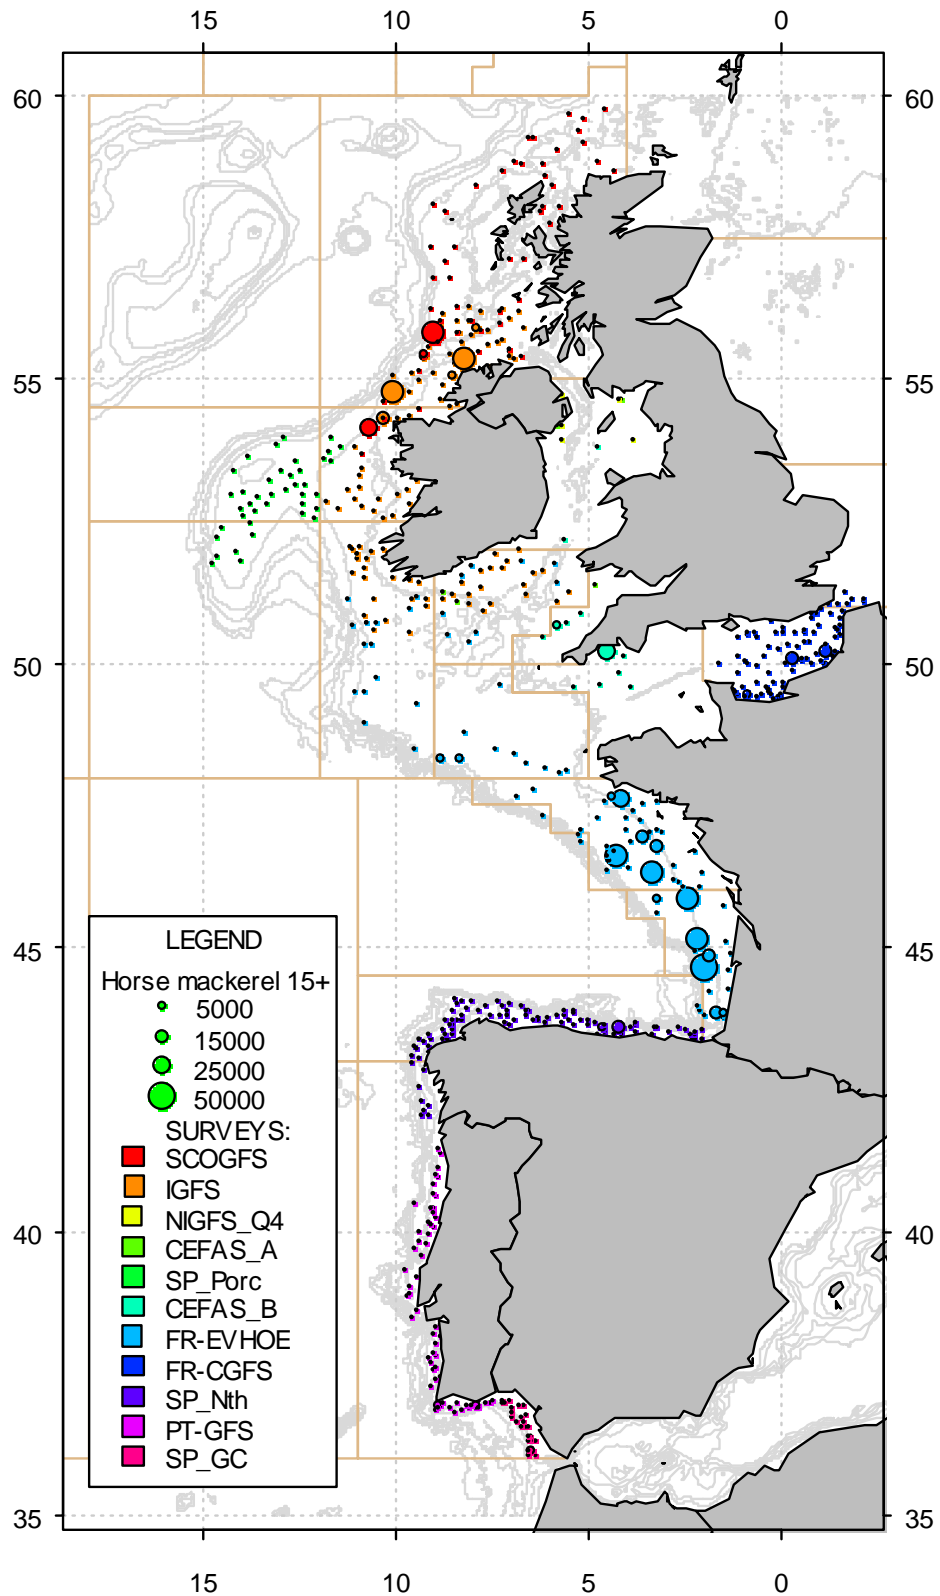 15 10 5 0
60 60
55 55
50 50
45 45
LEGEND
Horse mackerel 15+
5000
15000
25000
50000
SURVEYS:
SCOGFS
IGFS
NIGFS_Q4
CEFAS_A
SP_Porc
CEFAS_B
FR-EVHOE
FR-CGFS
SP_Nth
PT-GFS
SP_GC
40 40
35 35
15 10 5 0